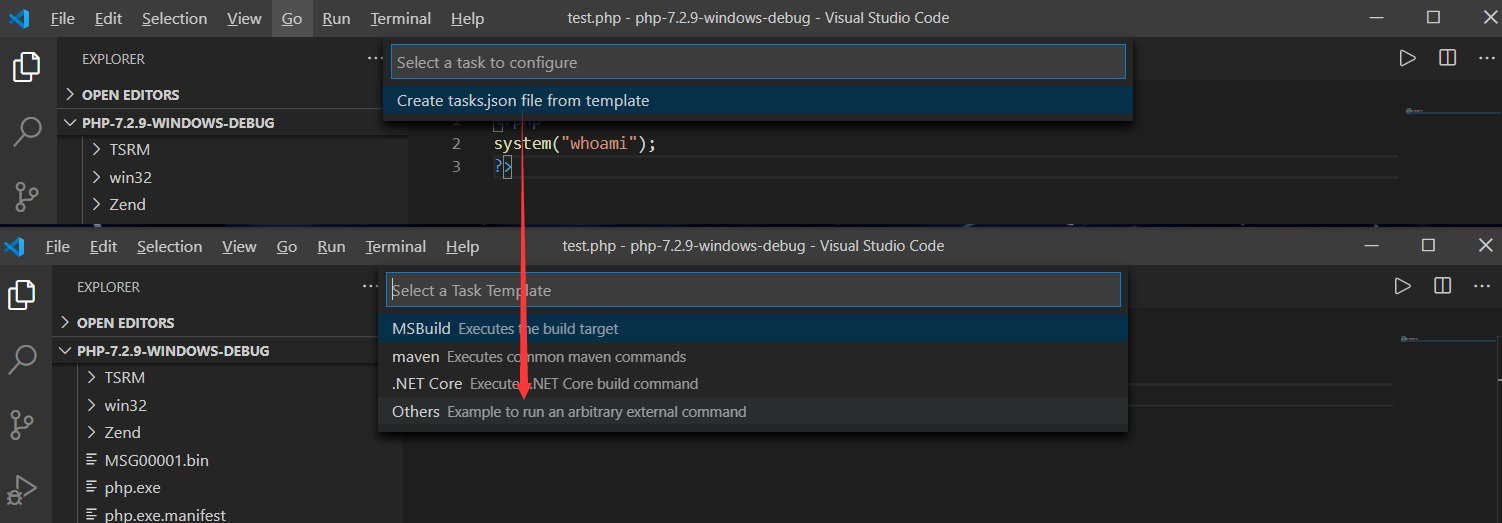 File Edit Selection View Go Run Terminal Help test.php - php-7.2.9-windows-debug - Visual Studio Code
EXPLORER
Select a task to configure
OPEN EDITORS
Create tasks.json file from template
PHP-7.2.9-WINDOWS-DEBUG
TSRM
2 system("whoami");
win32
3 ?>
Zend
File Edit Selection View Go Run Terminal Help test.php - php-7.2.9-windows-debug - Visual Studio Code
EXPLORER
Select a Task Template
OPEN EDITORS
MSBuild Executes the build target
PHP-7.2.9-WINDOWS-DEBUG
maven Executes common maven commands
TSRM
.NET Core Executes .NET Core build command
win32
Others Example to run an arbitrary external command
Zend
MSG00001.bin
php.exe
php.exe.manifest